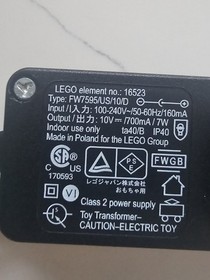 LEGO element no.: 16523
Type: FW7595/US/10/D
Input / 入力: 100-240V~/50-60Hz/160mA
Output / 出力: 10V⎓/700mA/ 7W
Indoor use only ta40/B IP40
Made in
for the LEGO Group
C US
170593
P S E
FWGB
レゴジャパン株式会社
おもちゃ用
VI
Class 2 power supply
Toy Transformer–
CAUTION–ELECTRIC TOY